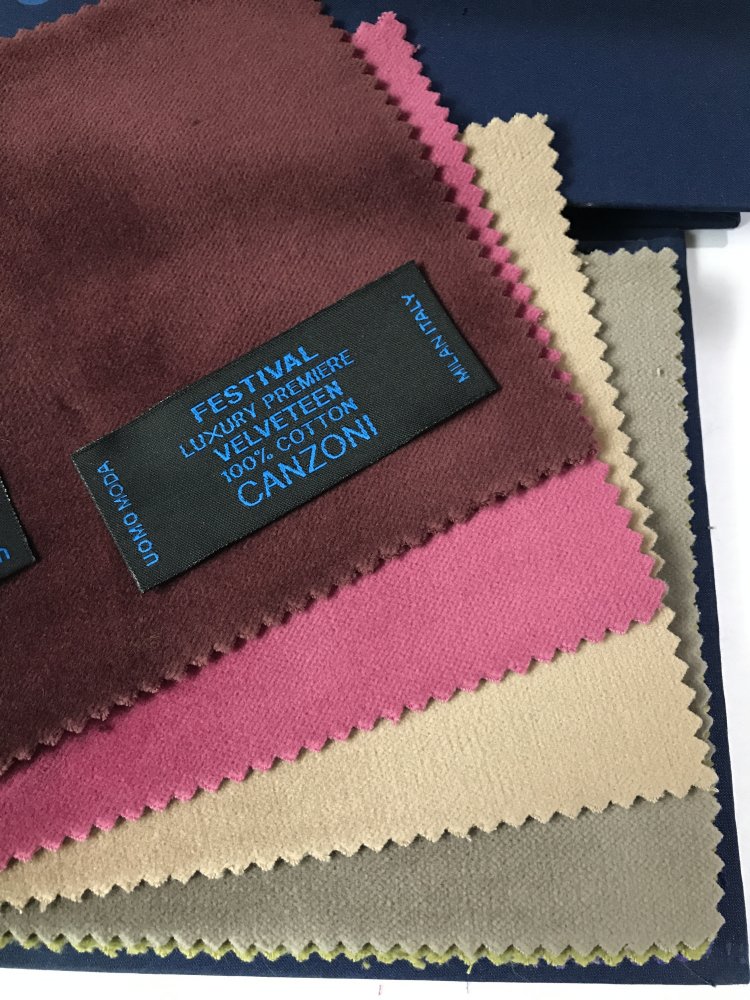 FESTIVAL
LUXURY PREMIERE
VELVETEEN
100% COTTON
CANZONI
UOMO MODA
MILAN ITALY
U